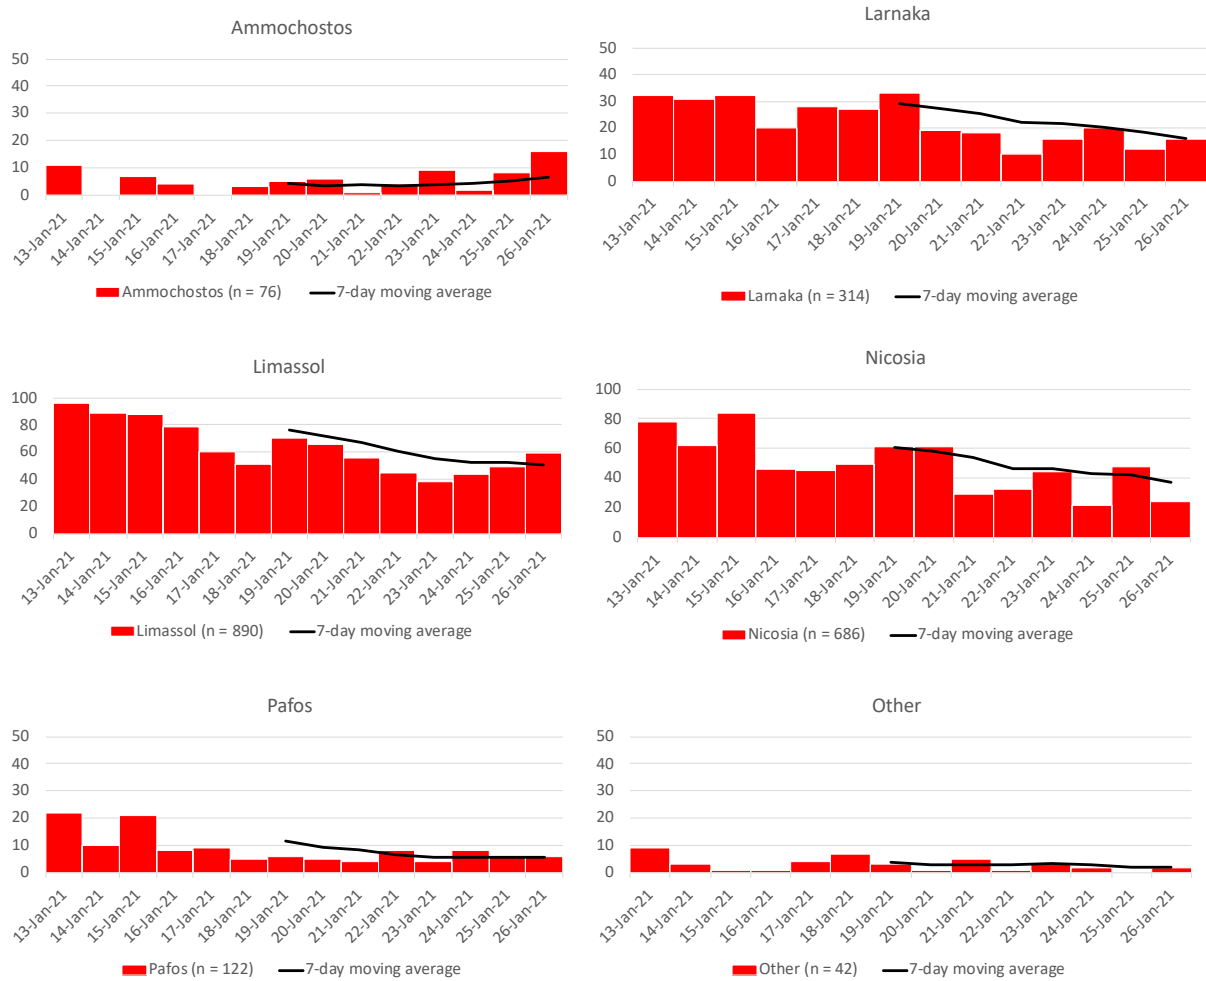 Ammochostos
50
40
30
20
10
0
13-Jan-21
14-Jan-21
15-Jan-21
16-Jan-21
17-Jan-21
18-Jan-21
19-Jan-21
20-Jan-21
21-Jan-21
22-Jan-21
23-Jan-21
24-Jan-21
25-Jan-21
26-Jan-21
Ammochostos (n = 76) 7-day moving average
Larnaka
50
40
30
20
10
0
13-Jan-21
14-Jan-21
15-Jan-21
16-Jan-21
17-Jan-21
18-Jan-21
19-Jan-21
20-Jan-21
21-Jan-21
22-Jan-21
23-Jan-21
24-Jan-21
25-Jan-21
26-Jan-21
Larnaka (n = 314) 7-day moving average
Limassol
100
80
60
40
20
0
13-Jan-21
14-Jan-21
15-Jan-21
16-Jan-21
17-Jan-21
18-Jan-21
19-Jan-21
20-Jan-21
21-Jan-21
22-Jan-21
23-Jan-21
24-Jan-21
25-Jan-21
26-Jan-21
Limassol (n = 890) 7-day moving average
Nicosia
100
80
60
40
20
0
13-Jan-21
14-Jan-21
15-Jan-21
16-Jan-21
17-Jan-21
18-Jan-21
19-Jan-21
20-Jan-21
21-Jan-21
22-Jan-21
23-Jan-21
24-Jan-21
25-Jan-21
26-Jan-21
Nicosia (n = 686) 7-day moving average
Pafos
50
40
30
20
10
0
13-Jan-21
14-Jan-21
15-Jan-21
16-Jan-21
17-Jan-21
18-Jan-21
19-Jan-21
20-Jan-21
21-Jan-21
22-Jan-21
23-Jan-21
24-Jan-21
25-Jan-21
26-Jan-21
Pafos (n = 122) 7-day moving average
Other
50
40
30
20
10
0
13-Jan-21
14-Jan-21
15-Jan-21
16-Jan-21
17-Jan-21
18-Jan-21
19-Jan-21
20-Jan-21
21-Jan-21
22-Jan-21
23-Jan-21
24-Jan-21
25-Jan-21
26-Jan-21
Other (n = 42) 7-day moving average